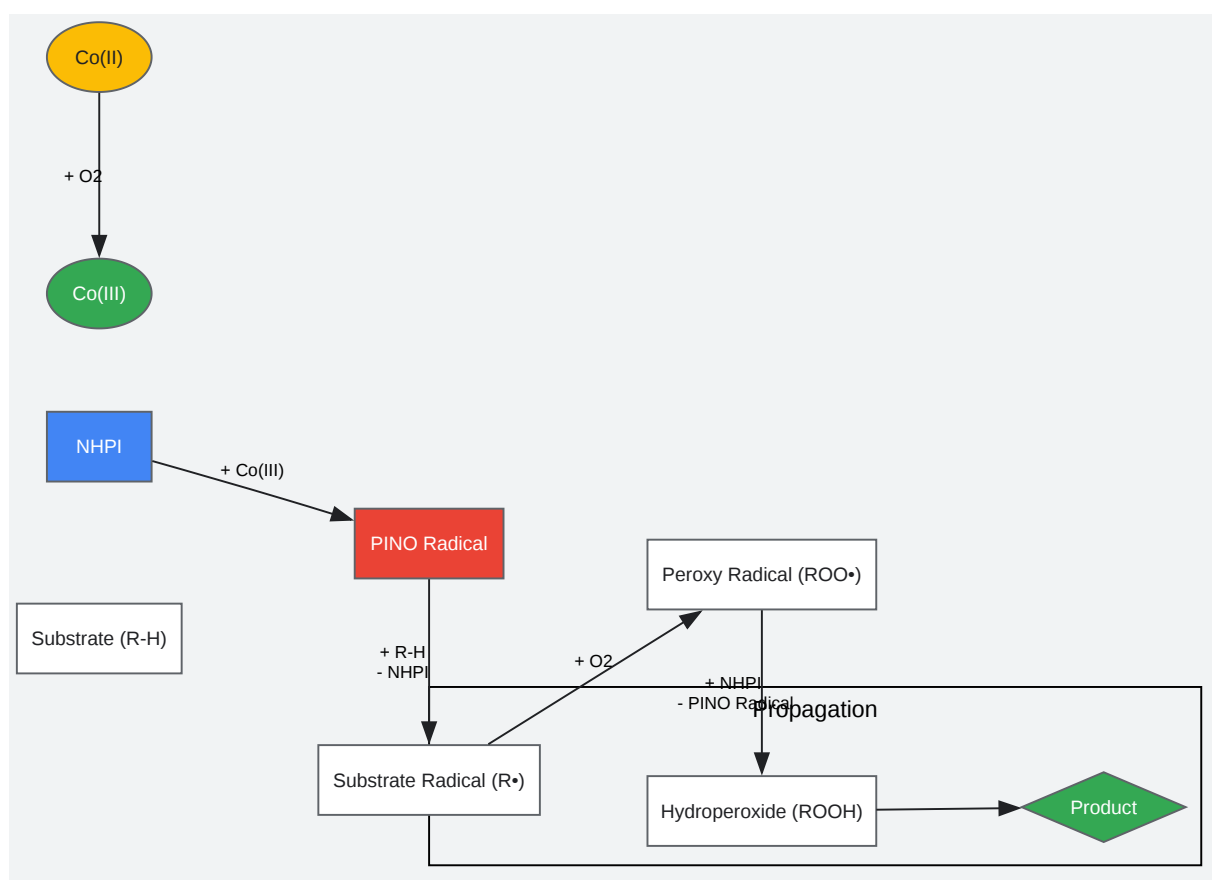 Co(II)
+ O2
Co(III)
NHPI
+ Co(III)
PINO Radical
Peroxy Radical (ROO•)
Substrate (R-H)
+ R-H
- NHPI
+ O2
+ NHPI
- PINO Radical
Propagation
Substrate Radical (R•)
Hydroperoxide (ROOH)
Product